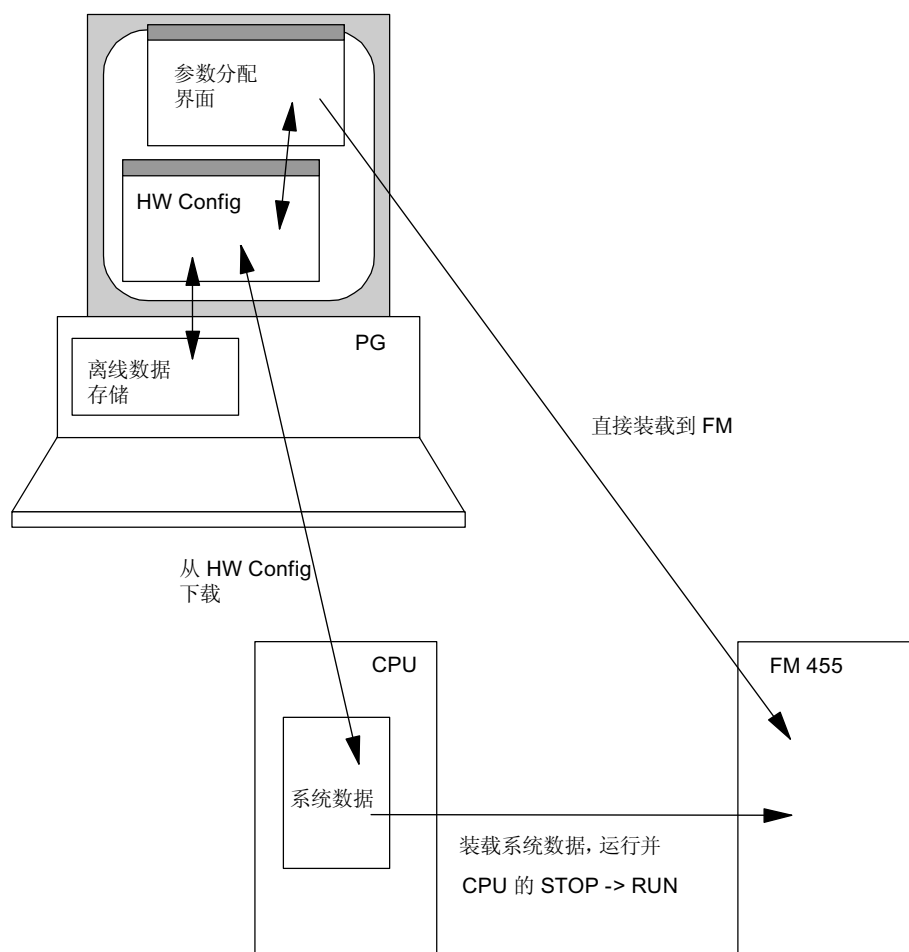 参数分配
界面
HW Config
PG
离线数据
存储
直接装载到 FM
从 HW Config
下载
CPU
FM 455
系统数据
装载系统数据, 运行并
CPU 的 STOP -> RUN